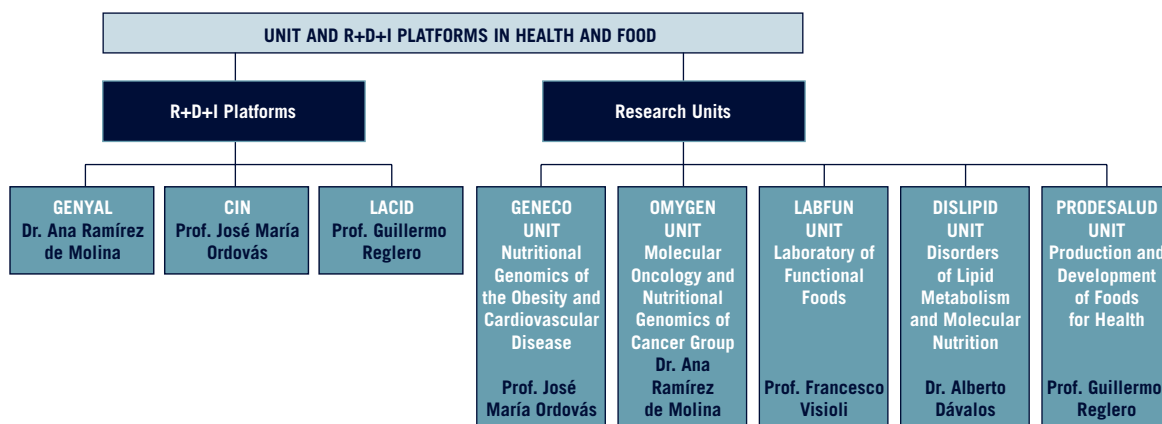 UNIT AND R+D+I PLATFORMS IN HEALTH AND FOOD
R+D+I Platforms
Research Units
GENYAL
Dr. Ana Ramírez
de Molina
CIN
Prof. José María
Ordovás
LACID
Prof. Guillermo
Reglero
GENECO
UNIT
Nutritional
Genomics of
the Obesity and
Cardiovascular
Disease
Prof. José
María Ordovás
OMYGEN
UNIT
Molecular
Oncology and
Nutritional
Genomics of
Cancer Group
Dr. Ana
Ramírez
de Molina
LABFUN
UNIT
Laboratory of
Functional
Foods
Prof. Francesco
Visioli
DISLIPID
UNIT
Disorders
of Lipid
Metabolism
and Molecular
Nutrition
Dr. Alberto
Dávalos
PRODESALUD
UNIT
Production and
Development
of Foods
for Health
Prof. Guillermo
Reglero